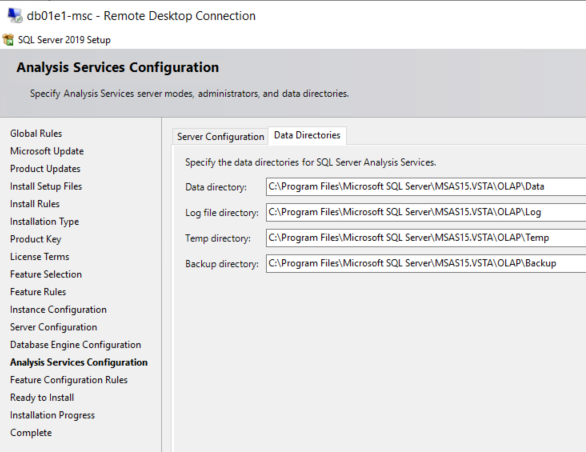 db01e1-msc - Remote Desktop Connection
SQL Server 2019 Setup
Analysis Services Configuration
Specify Analysis Services server modes, administrators, and data directories.
Global Rules
Microsoft Update
Product Updates
Install Setup Files
Install Rules
Installation Type
Product Key
License Terms
Feature Selection
Feature Rules
Instance Configuration
Server Configuration
Database Engine Configuration
Analysis Services Configuration
Feature Configuration Rules
Ready to Install
Installation Progress
Complete
Server Configuration Data Directories
Specify the data directories for SQL Server Analysis Services.
Data directory: C:\Program Files\Microsoft SQL Server\MSAS15.VSTA\OLAP\Data
Log file directory: C:\Program Files\Microsoft SQL Server\MSAS15.VSTA\OLAP\Log
Temp directory: C:\Program Files\Microsoft SQL Server\MSAS15.VSTA\OLAP\Temp
Backup directory: C:\Program Files\Microsoft SQL Server\MSAS15.VSTA\OLAP\Backup